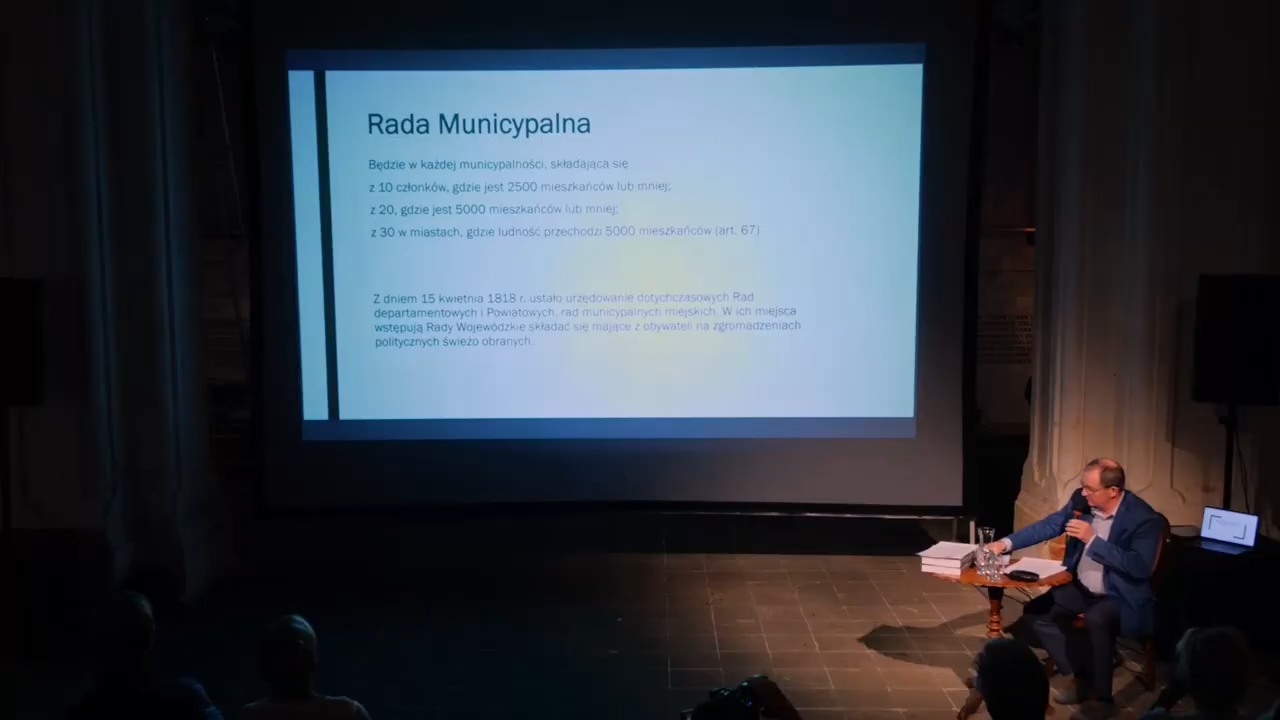 Rada Municypalna
Będzie w każdej municypalności, składająca się
z 10 członków, gdzie jest 2500 mieszkańców lub mniej;
z 20, gdzie jest 5000 mieszkańców lub mniej;
z 30 w miastach, gdzie ludność przechodzi 5000 mieszkańców (art. 67)
Z dniem 15 kwietnia 1818 r. ustało urzędowanie dotychczasowych Rad
departamentowych i Powiatowych, rad municypalnych miejskich. W ich miejsca
wstępują Rady Wojewódzkie składać się mające z obywateli na zgromadzeniach
politycznych świeżo obranych.